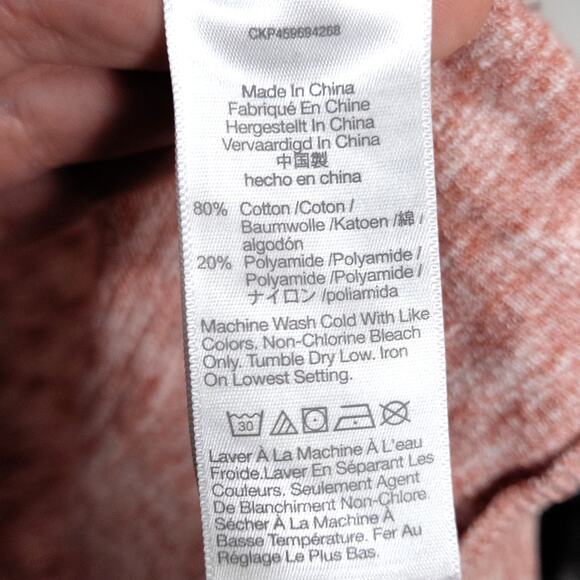 CKP459694268
Made In China
Fabriqué En Chine
Hergestellt In China
Vervaardigd In China
中国製
hecho en china
80% Cotton /Coton /
Baumwolle /Katoen /綿 /
algodón
20% Polyamide /Polyamide /
Polyamide /Polyamide /
ナイロン /poliamida
Machine Wash Cold With Like
Colors. Non-Chlorine Bleach
Only. Tumble Dry Low. Iron
On Lowest Setting.
30
Laver À La Machine À L'eau
Froide.Laver En Séparant Les
Couleurs. Seulement Agent
De Blanchiment Non-Chlore.
Sécher À La Machine À
Basse Température. Fer Au
Réglage Le Plus Bas.